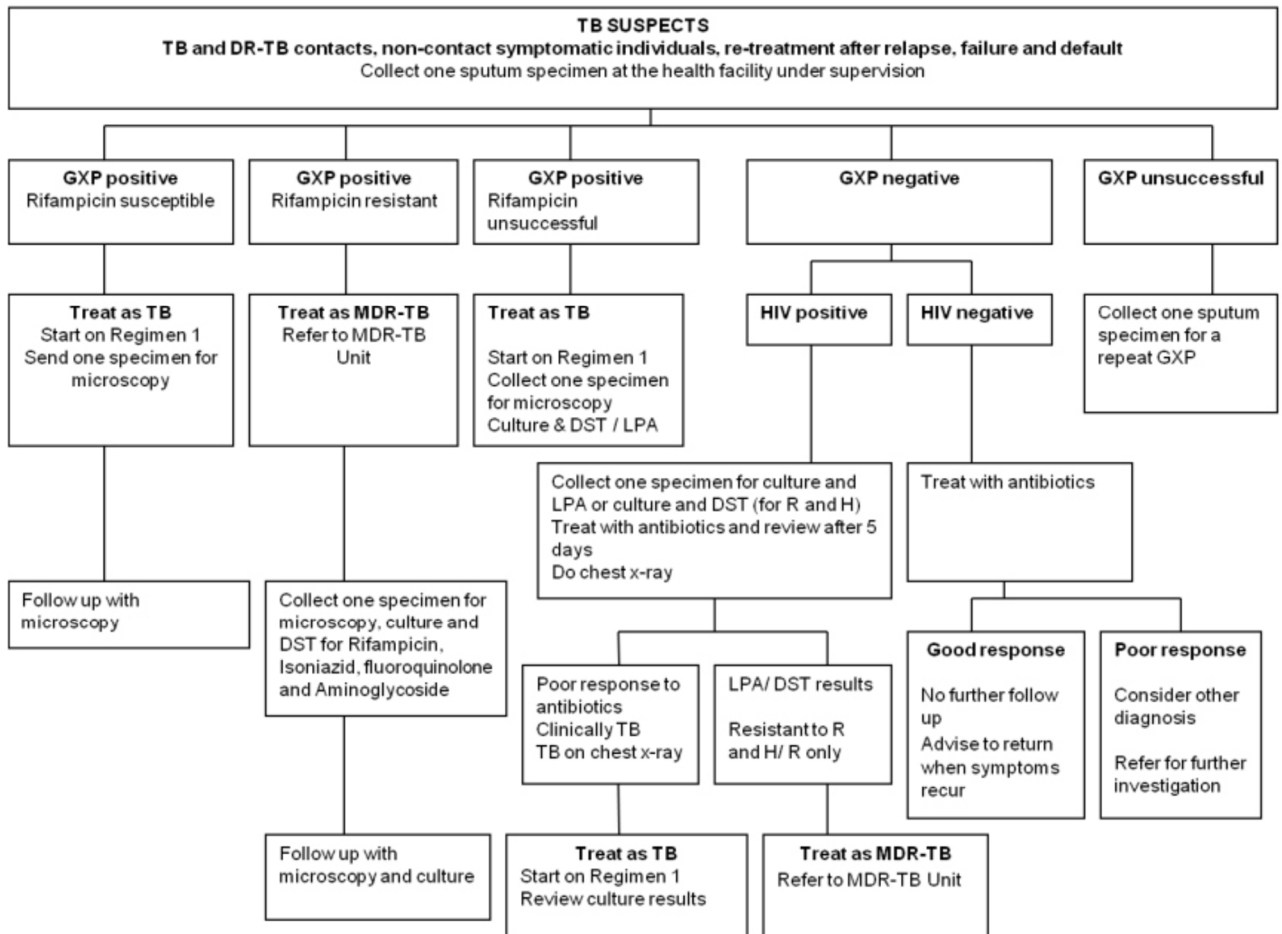 TB SUSPECTS
TB and DR-TB contacts, non-contact symptomatic individuals, re-treatment after relapse, failure and default
Collect one sputum specimen at the health facility under supervision
GXP positive
Rifampicin susceptible
GXP positive
Rifampicin resistant
GXP positive
Rifampicin
unsuccessful
GXP negative
GXP unsuccessful
Treat as TB
Start on Regimen 1
Send one specimen for
microscopy
Treat as MDR-TB
Refer to MDR-TB
Unit
Treat as TB
Start on Regimen 1
Collect one specimen
for microscopy
Culture & DST / LPA
HIV positive
HIV negative
Collect one sputum
specimen for a
repeat GXP
Collect one specimen for culture and
LPA or culture and DST (for R and H)
Treat with antibiotics and review after 5
days
Do chest x-ray
Treat with antibiotics
Follow up with
microscopy
Collect one specimen for
microscopy, culture and
DST for Rifampicin,
Isoniazid, fluoroquinolone
and Aminoglycoside
Poor response to
antibiotics
Clinically TB
TB on chest x-ray
LPA/ DST results
Resistant to R
and H/ R only
Good response
No further follow
up
Advise to return
when symptoms
recur
Poor response
Consider other
diagnosis
Refer for further
investigation
Follow up with
microscopy and culture
Treat as TB
Start on Regimen 1
Review culture results
Treat as MDR-TB
Refer to MDR-TB Unit